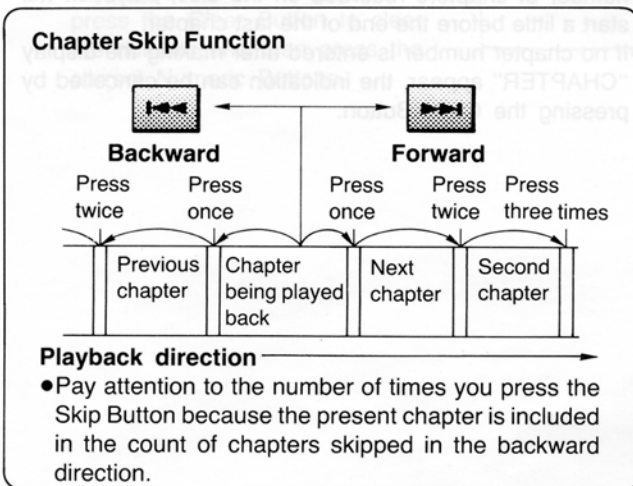 Chapter Skip Function
Backward
Forward
Press twice
Press once
Press once
Press twice
Press three times
Previous chapter
Chapter being played back
Next chapter
Second chapter
Playback direction
●Pay attention to the number of times you press the
Skip Button because the present chapter is included
in the count of chapters skipped in the backward
direction.